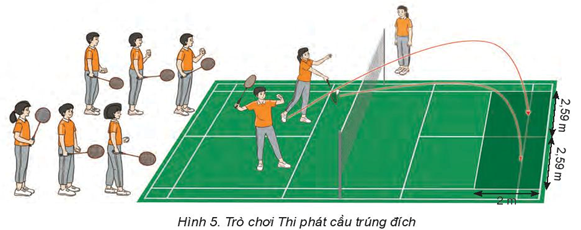 2,59 m
2,59 m
2 m
Hình 5. Trò chơi Thi phát cầu trúng đích